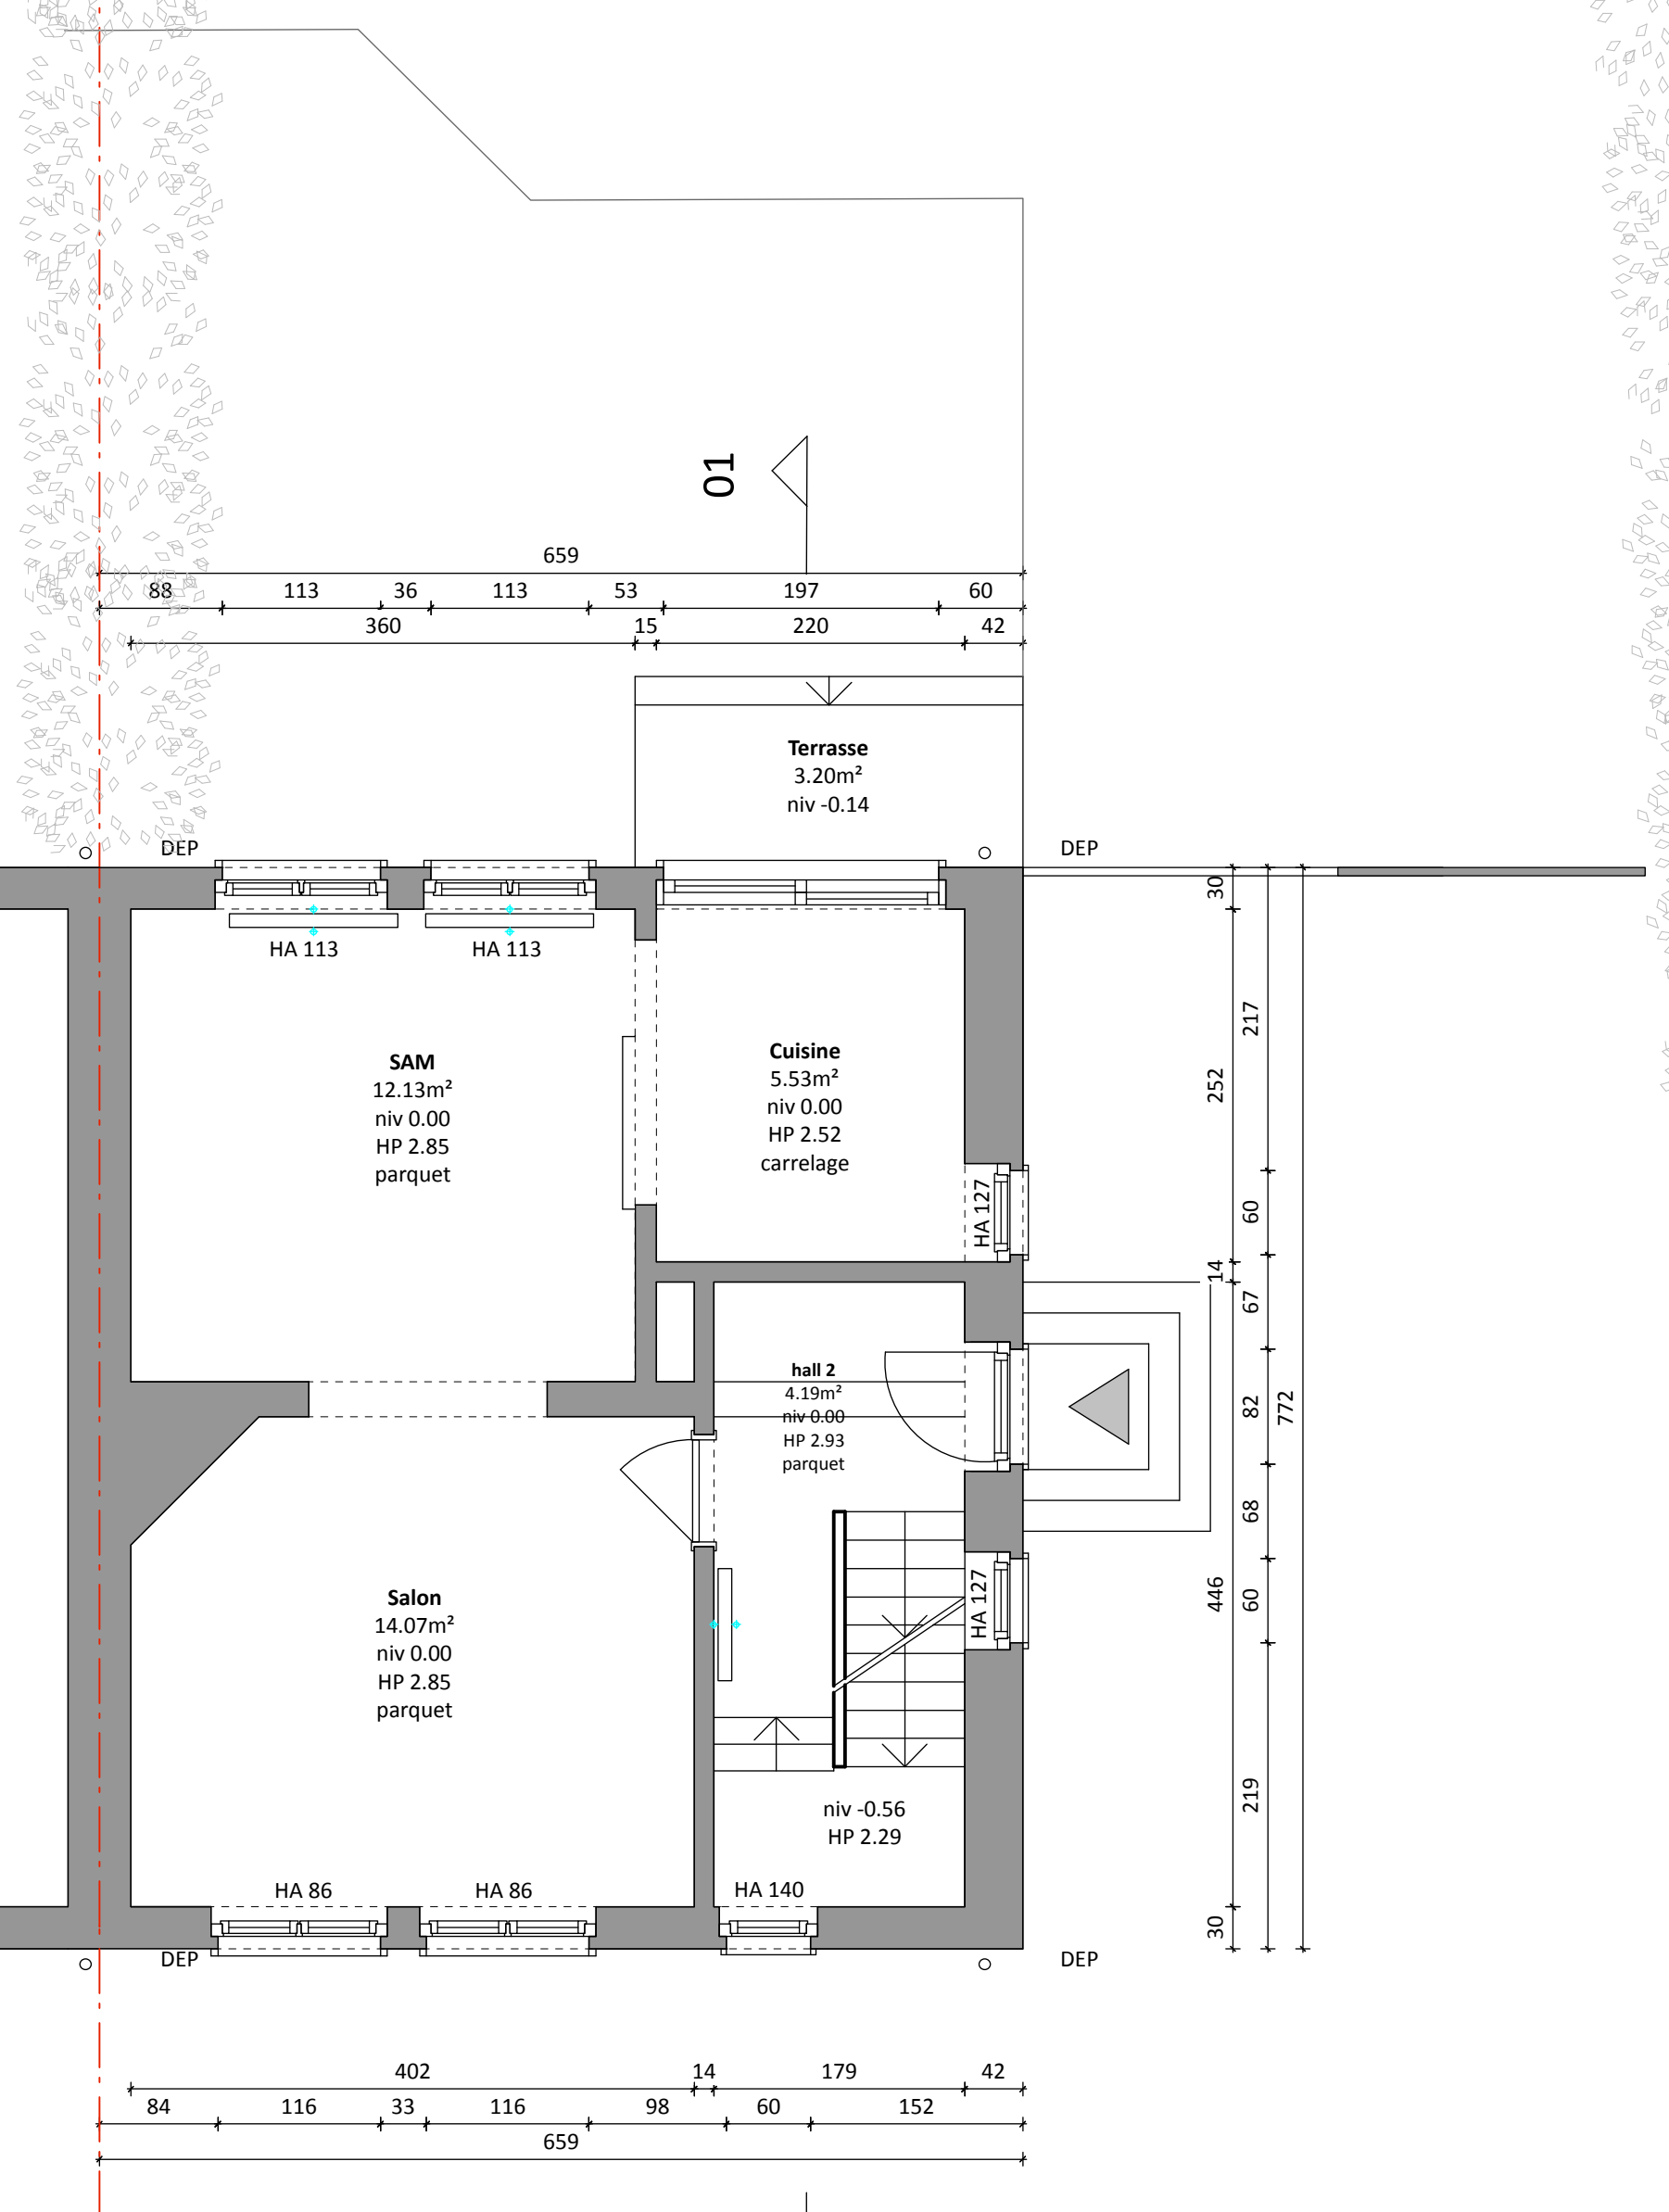 01
659
88 113 36 113 53 197 60
360 15 220 42
Terrasse
3.20m²
niv -0.14
DEP
DEP
30
HA 113
HA 113
217
252
SAM
12.13m²
niv 0.00
HP 2.85
parquet
Cuisine
5.53m²
niv 0.00
HP 2.52
carrelage
HA 127
60
14
67
hall 2
4.19m²
niv 0.00
HP 2.93
parquet
82
772
68
446
60
HA 127
Salon
14.07m²
niv 0.00
HP 2.85
parquet
219
niv -0.56
HP 2.29
HA 86
HA 86
HA 140
30
DEP
DEP
402 14 179 42
84 116 33 116 98 60 152
659